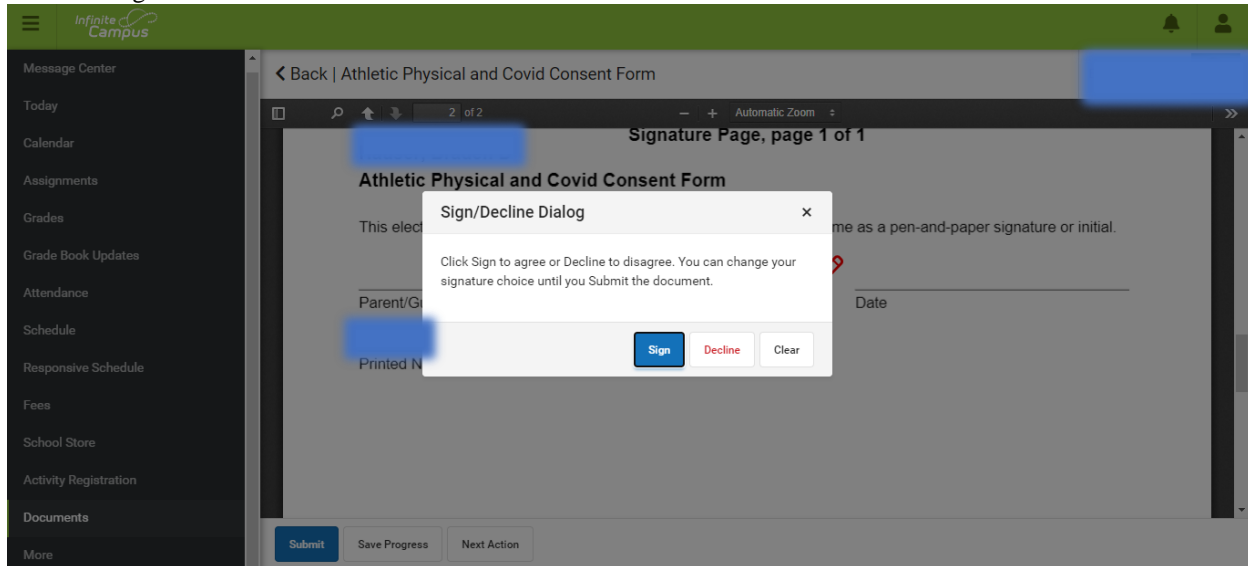 Infinite
Campus
Message Center
Today
Calendar
Assignments
Grades
Grade Book Updates
Attendance
Schedule
Responsive Schedule
Fees
School Store
Activity Registration
Documents
More
Back | Athletic Physical and Covid Consent Form
2 of 2
Automatic Zoom
Signature Page, page 1 of 1
Athletic Physical and Covid Consent Form
This elect
me as a pen-and-paper signature or initial.
Parent/G
Date
Printed N
Sign/Decline Dialog
Click Sign to agree or Decline to disagree. You can change your
signature choice until you Submit the document.
Sign Decline Clear
Submit Save Progress Next Action